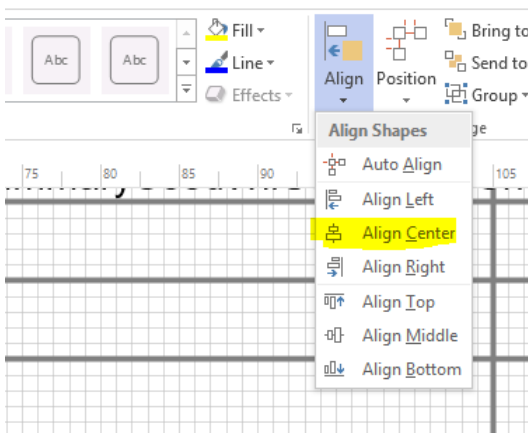 Fill
Bring to
Abc
Abc
Line
Send to
Align
Position
Effects
Group
Align Shapes
Auto Align
75
80
85
90
105
Align Left
Align Center
Align Right
Align Top
Align Middle
Align Bottom